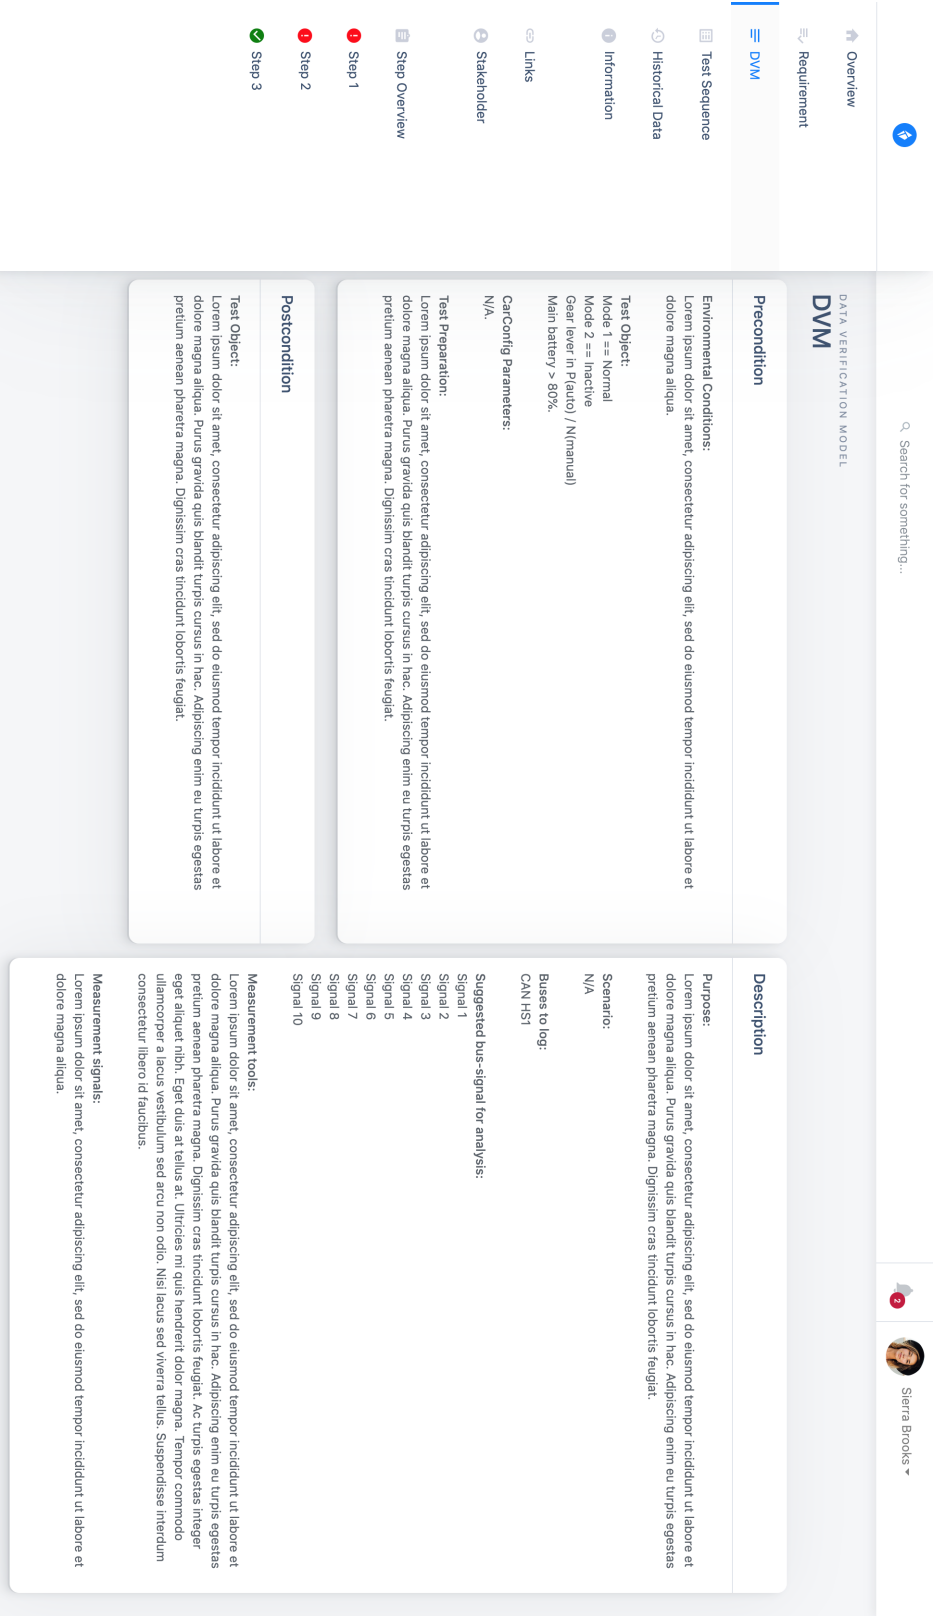 Search for something...
2
Sierra Brooks
Overview
Requirement
DVM
Test Sequence
Historical Data
Information
Links
Stakeholder
Step Overview
Step 1
Step 2
Step 3
DATA VERIFICATION MODEL
DVM
Precondition
Environmental Conditions:
Lorem ipsum dolor sit amet, consectetur adipiscing elit, sed do eiusmod tempor incididunt ut labore et
dolore magna aliqua.
Test Object:
Mode 1 == Normal
Mode 2 == Inactive
Gear lever in P(auto) / N(manual)
Main battery > 80%.
CarConfig Parameters:
N/A.
Test Preparation:
Lorem ipsum dolor sit amet, consectetur adipiscing elit, sed do eiusmod tempor incididunt ut labore et
dolore magna aliqua. Purus gravida quis blandit turpis cursus in hac. Adipiscing enim eu turpis egestas
pretium aenean pharetra magna. Dignissim cras tincidunt lobortis feugiat.
Postcondition
Test Object:
Lorem ipsum dolor sit amet, consectetur adipiscing elit, sed do eiusmod tempor incididunt ut labore et
dolore magna aliqua. Purus gravida quis blandit turpis cursus in hac. Adipiscing enim eu turpis egestas
pretium aenean pharetra magna. Dignissim cras tincidunt lobortis feugiat.
Description
Purpose:
Lorem ipsum dolor sit amet, consectetur adipiscing elit, sed do eiusmod tempor incididunt ut labore et
dolore magna aliqua. Purus gravida quis blandit turpis cursus in hac. Adipiscing enim eu turpis egestas
pretium aenean pharetra magna. Dignissim cras tincidunt lobortis feugiat.
Scenario:
N/A
Buses to log:
CAN HS1
Suggested bus-signal for analysis:
Signal 1
Signal 2
Signal 3
Signal 4
Signal 5
Signal 6
Signal 7
Signal 8
Signal 9
Signal 10
Measurement tools:
Lorem ipsum dolor sit amet, consectetur adipiscing elit, sed do eiusmod tempor incididunt ut labore et
dolore magna aliqua. Purus gravida quis blandit turpis cursus in hac. Adipiscing enim eu turpis egestas
pretium aenean pharetra magna. Dignissim cras tincidunt lobortis feugiat. Ac turpis egestas integer
eget aliquet nibh. Eget duis at tellus at. Ultricies mi quis hendrerit dolor magna. Tempor commodo
ullamcorper a lacus vestibulum sed arcu non odio. Nisi lacus sed viverra tellus. Suspendisse interdum
consectetur libero id faucibus.
Measurement signals:
Lorem ipsum dolor sit amet, consectetur adipiscing elit, sed do eiusmod tempor incididunt ut labore et
dolore magna aliqua.